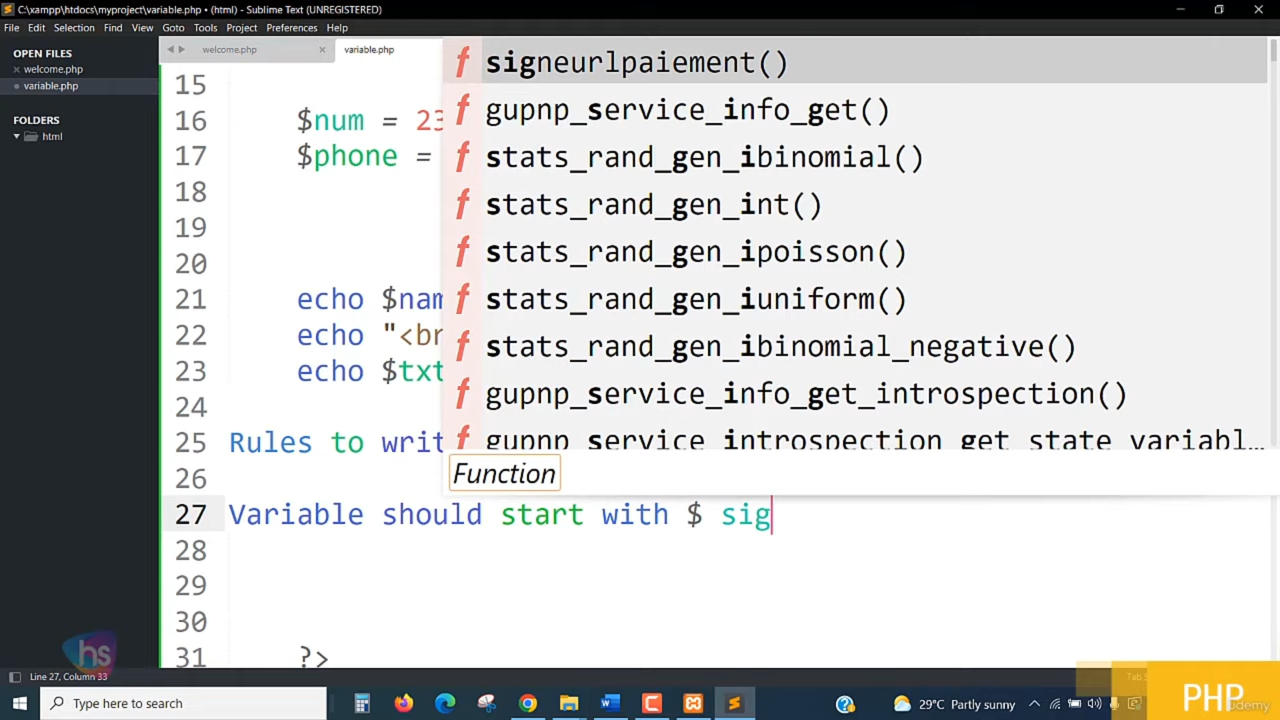 C:\xampp\htdocs\myproject\variable.php • (html) - Sublime Text (UNREGISTERED)
File Edit Selection Find View Goto Tools Project Preferences Help
OPEN FILES
welcome.php
variable.php
FOLDERS
html
welcome.php
variable.php
15
16 $num = 23
17 $phone =
18
19
20
21 echo $nam
22 echo "<br
23 echo $txt
24
25 Rules to writ
26
27 Variable should start with $ sig
28
29
30
31 ?>
f signeurlpaiement()
f gupnp_service_info_get()
f stats_rand_gen_ibinomial()
f stats_rand_gen_int()
f stats_rand_gen_ipoisson()
f stats_rand_gen_iuniform()
f stats_rand_gen_ibinomial_negative()
f gupnp_service_info_get_introspection()
f gupnp_service_introspection_get_state_variabl...
Function
hs
Line 27, Column 33
Tab S
Type here to search
29°C Partly sunny
PHP
Udemy